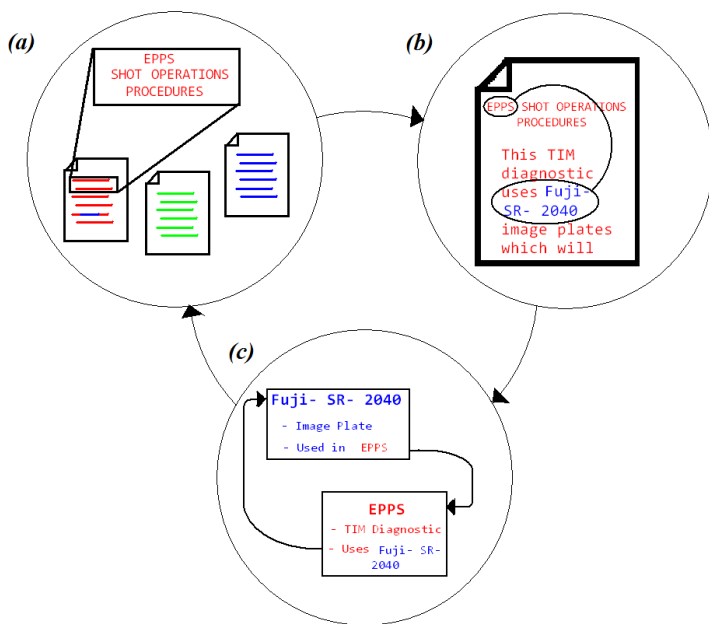 (a)
EPPS
SHOT OPERATIONS
PROCEDURES
(b)
EPPS SHOT OPERATIONS
PROCEDURES
This TIM
diagnostic
uses Fuji-
SR- 2040
image plates
which will
(c)
Fuji- SR- 2040
- Image Plate
- Used in EPPS
EPPS
- TIM Diagnostic
- Uses Fuji- SR-
2040